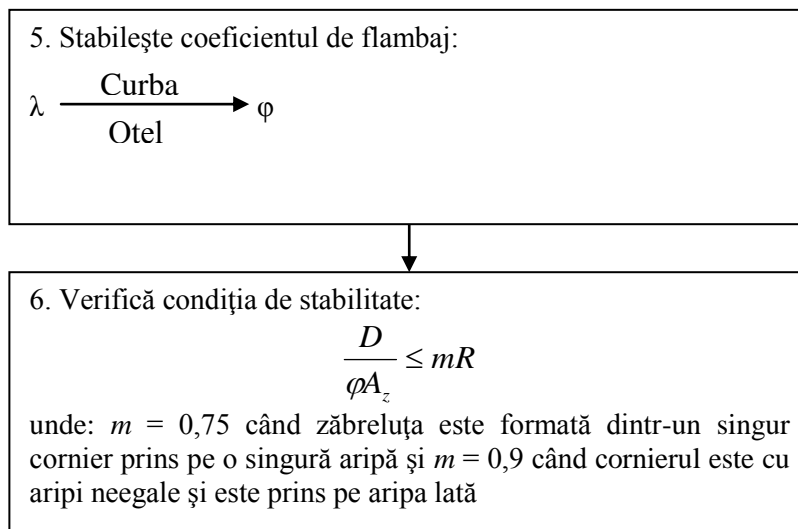 5. Stabileşte coeficientul de flambaj:
Curba
λ φ
Otel
6. Verifică condiţia de stabilitate:
D
φA_z ≤ mR
unde: m = 0,75 când zăbreluţa este formată dintr-un singur
cornier prins pe o singură aripă şi m = 0,9 când cornierul este cu
aripi neegale şi este prins pe aripa lată